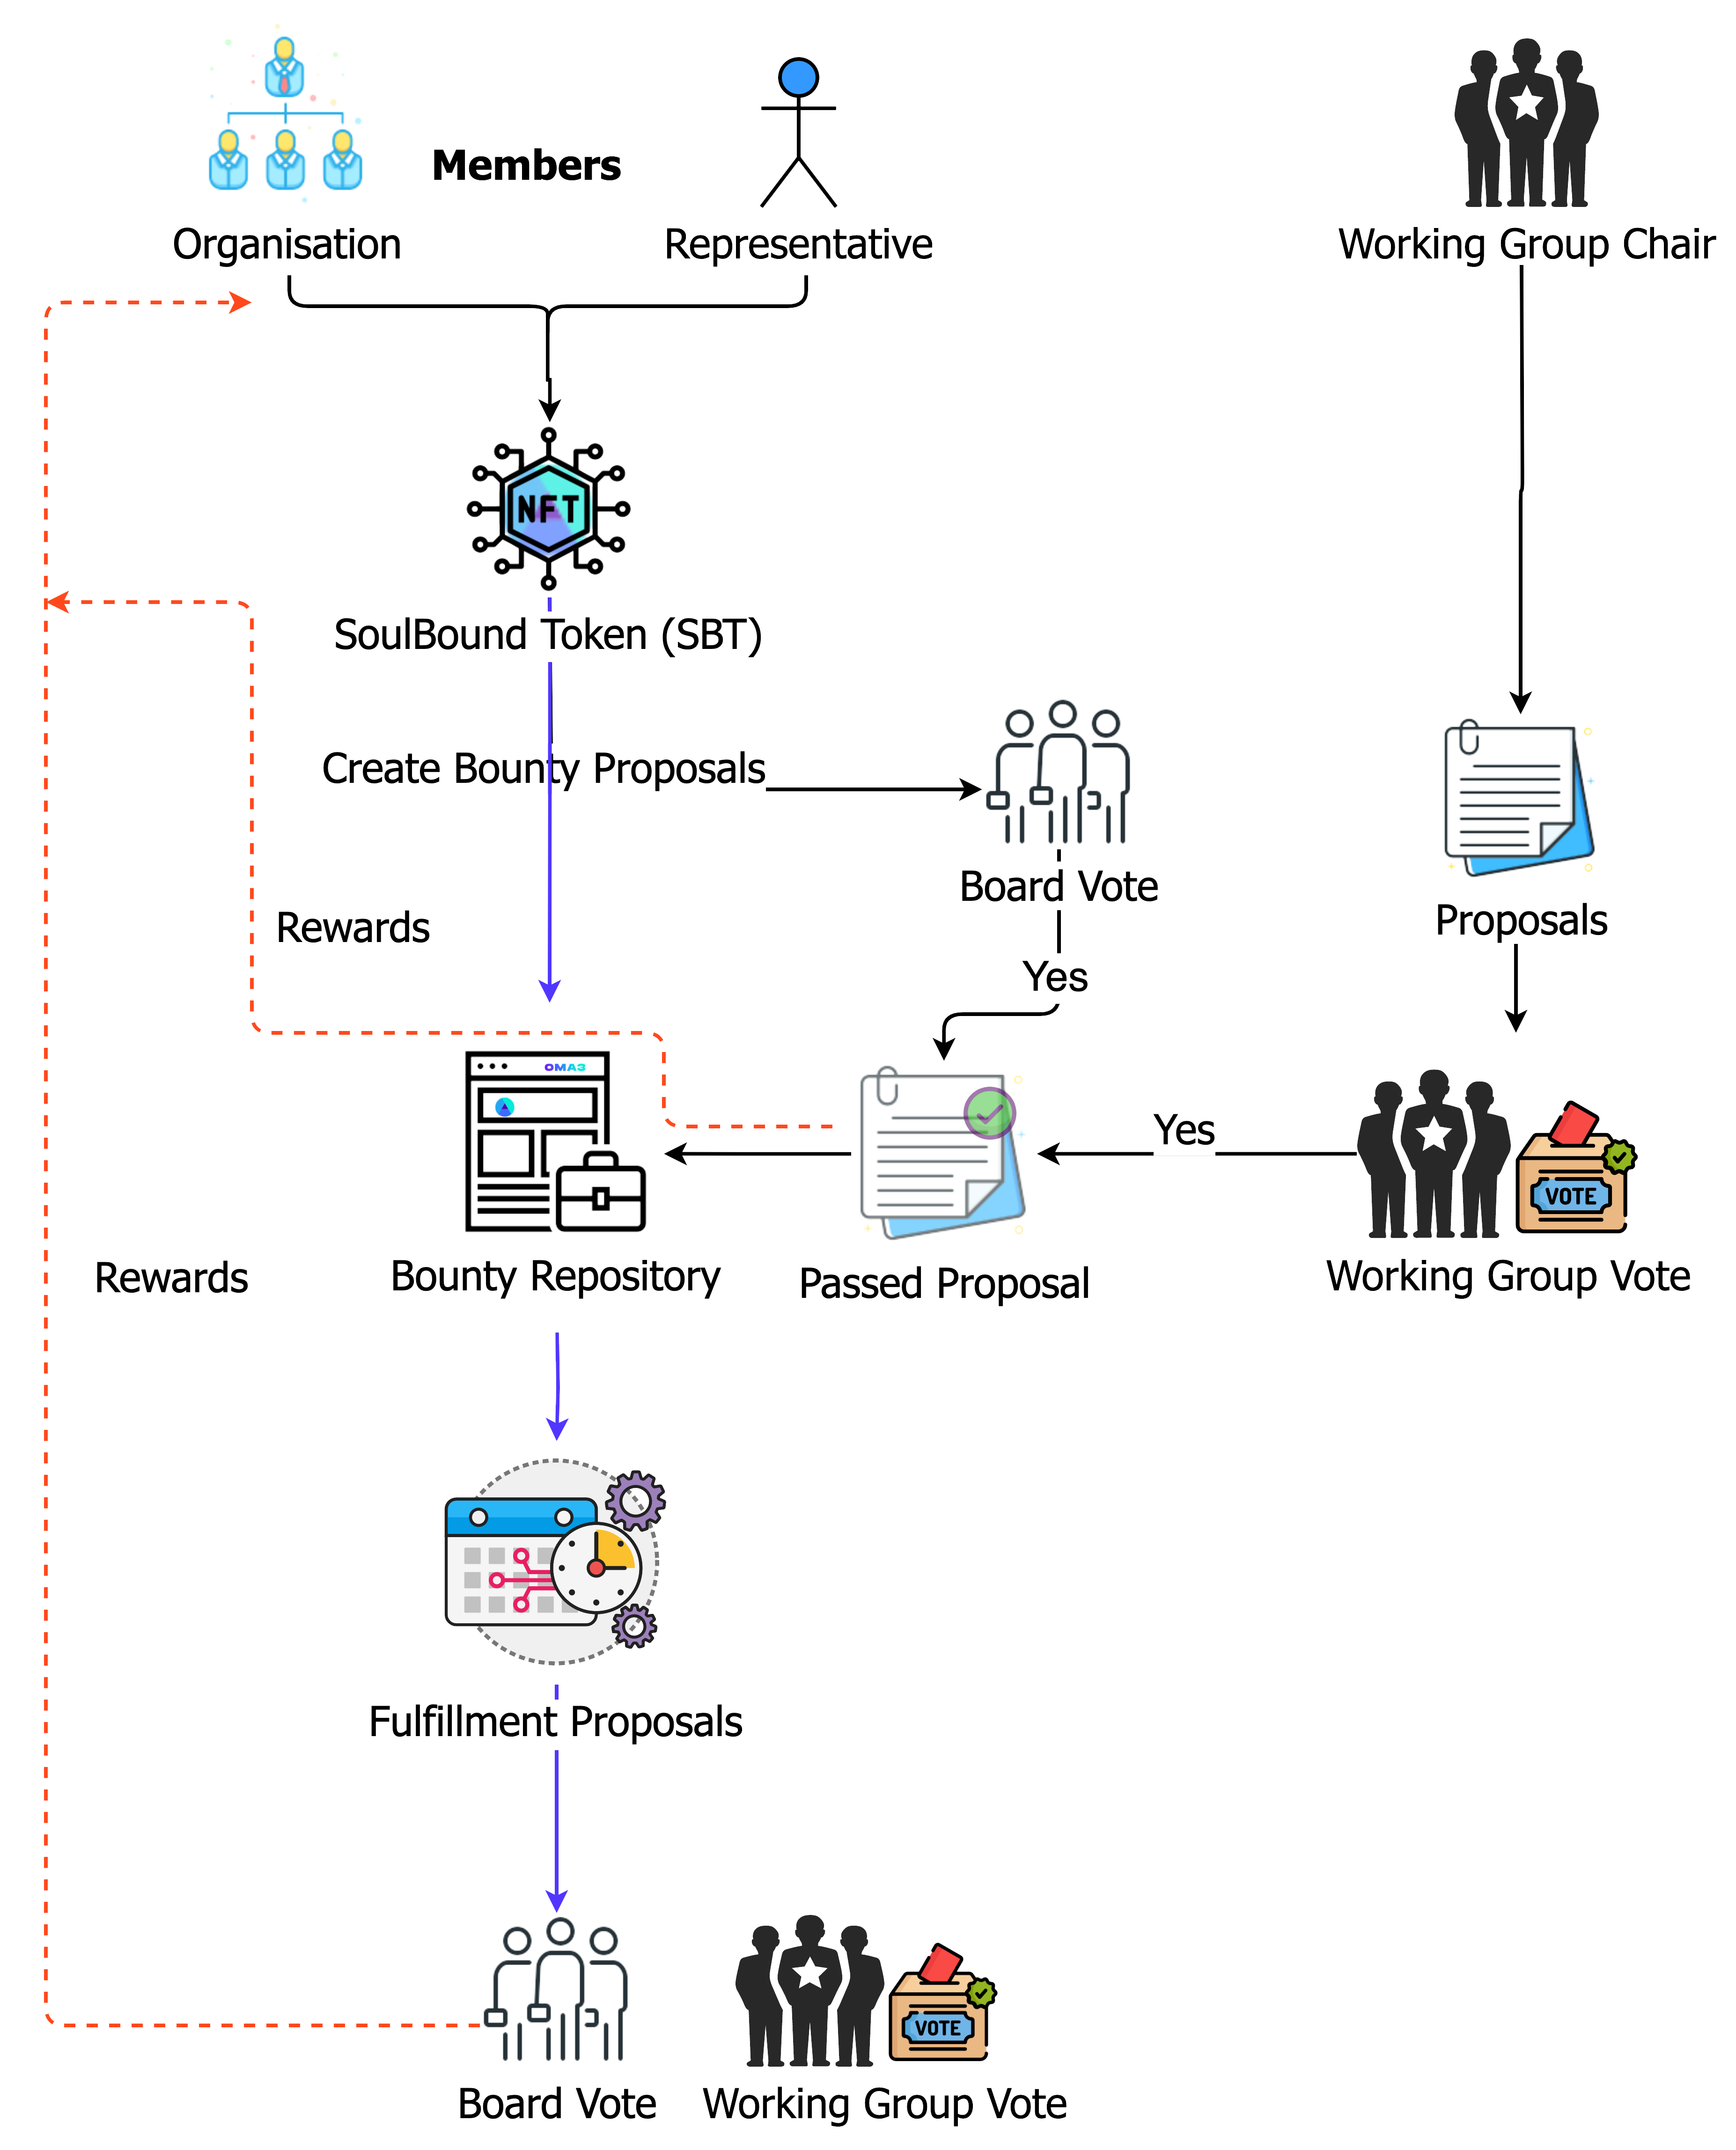 Members
Organisation
Representative
Working Group Chair
NFT
SoulBound Token (SBT)
Create Bounty Proposals
Board Vote
Rewards
Proposals
Yes
OMA3
Yes
VOTE
Rewards
Bounty Repository
Passed Proposal
Working Group Vote
Fulfillment Proposals
VOTE
Board Vote
Working Group Vote